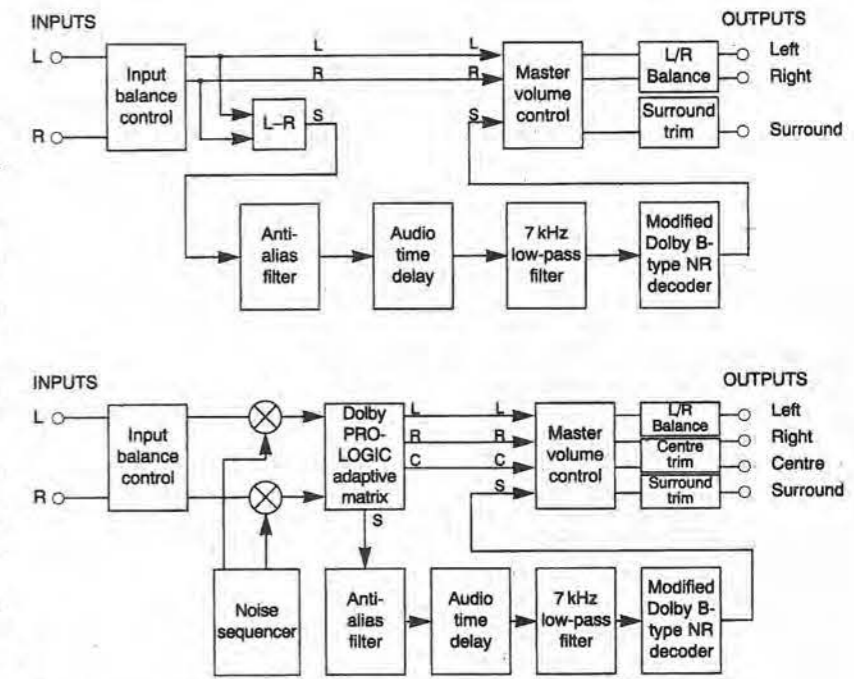 INPUTS
OUTPUTS
L
R
Input
balance
control
L
R
L–R
S
L
R
S
Master
volume
control
L/R
Balance
Surround
trim
Left
Right
Surround
Anti-
alias
filter
Audio
time
delay
7 kHz
low-pass
filter
Modified
Dolby B-
type NR
decoder
INPUTS
OUTPUTS
L
R
Input
balance
control
Dolby
PRO-
LOGIC
adaptive
matrix
L
R
C
S
L
R
C
S
Master
volume
control
L/R
Balance
Centre
trim
Surround
trim
Left
Right
Centre
Surround
Noise
sequencer
Anti-
alias
filter
Audio
time
delay
7 kHz
low-pass
filter
Modified
Dolby B-
type NR
decoder